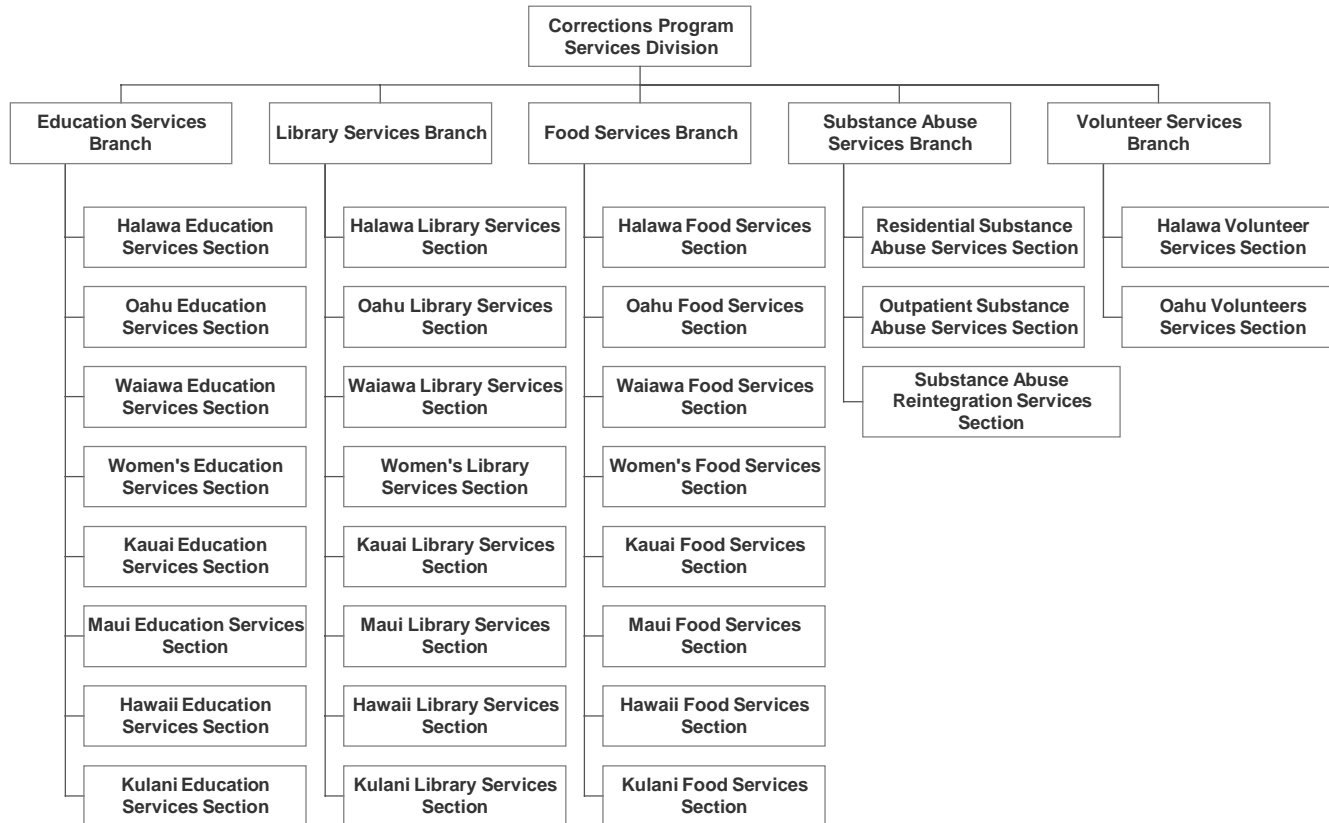 Corrections Program
Services Division
Education Services
Branch
Library Services Branch
Food Services Branch
Substance Abuse
Services Branch
Volunteer Services
Branch
Halawa Education
Services Section
Oahu Education
Services Section
Waiawa Education
Services Section
Women's Education
Services Section
Kauai Education
Services Section
Maui Education Services
Section
Hawaii Education
Services Section
Kulani Education
Services Section
Halawa Library Services
Section
Oahu Library Services
Section
Waiawa Library Services
Section
Women's Library
Services Section
Kauai Library Services
Section
Maui Library Services
Section
Hawaii Library Services
Section
Kulani Library Services
Section
Halawa Food Services
Section
Oahu Food Services
Section
Waiawa Food Services
Section
Women's Food Services
Section
Kauai Food Services
Section
Maui Food Services
Section
Hawaii Food Services
Section
Kulani Food Services
Section
Residential Substance
Abuse Services Section
Outpatient Substance
Abuse Services Section
Substance Abuse
Reintegration Services
Section
Halawa Volunteer
Services Section
Oahu Volunteers
Services Section